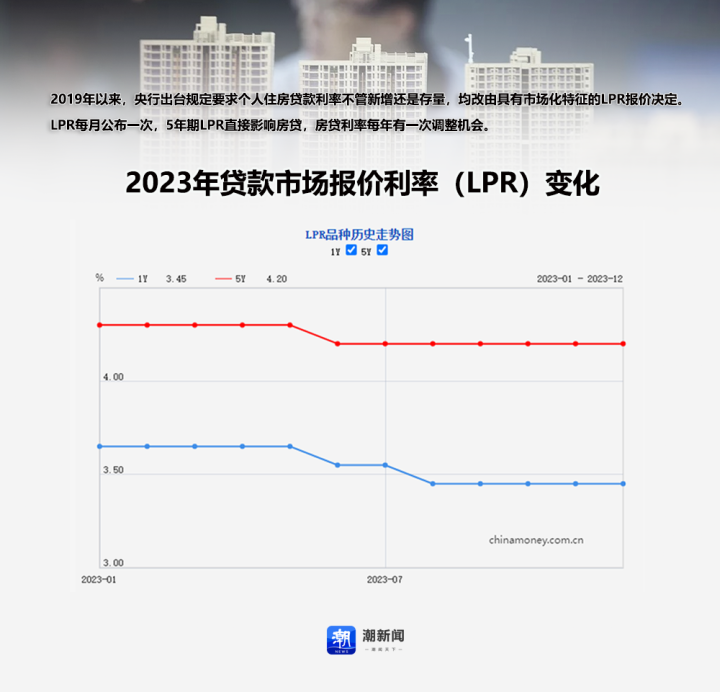 2019年以来，央行出台规定要求个人住房贷款利率不管新增还是存量，均改由具有市场化特征的LPR报价决定。
LPR每月公布一次，5年期LPR直接影响房贷，房贷利率每年有一次调整机会。
2023年贷款市场报价利率（LPR）变化
LPR品种历史走势图
1Y 5Y
% 1Y 3.45 5Y 4.20 2023-01 - 2023-12
4.00
3.50
chinamoney.com.cn
3.00
2023-01 2023-07
潮 潮新闻
NEWS